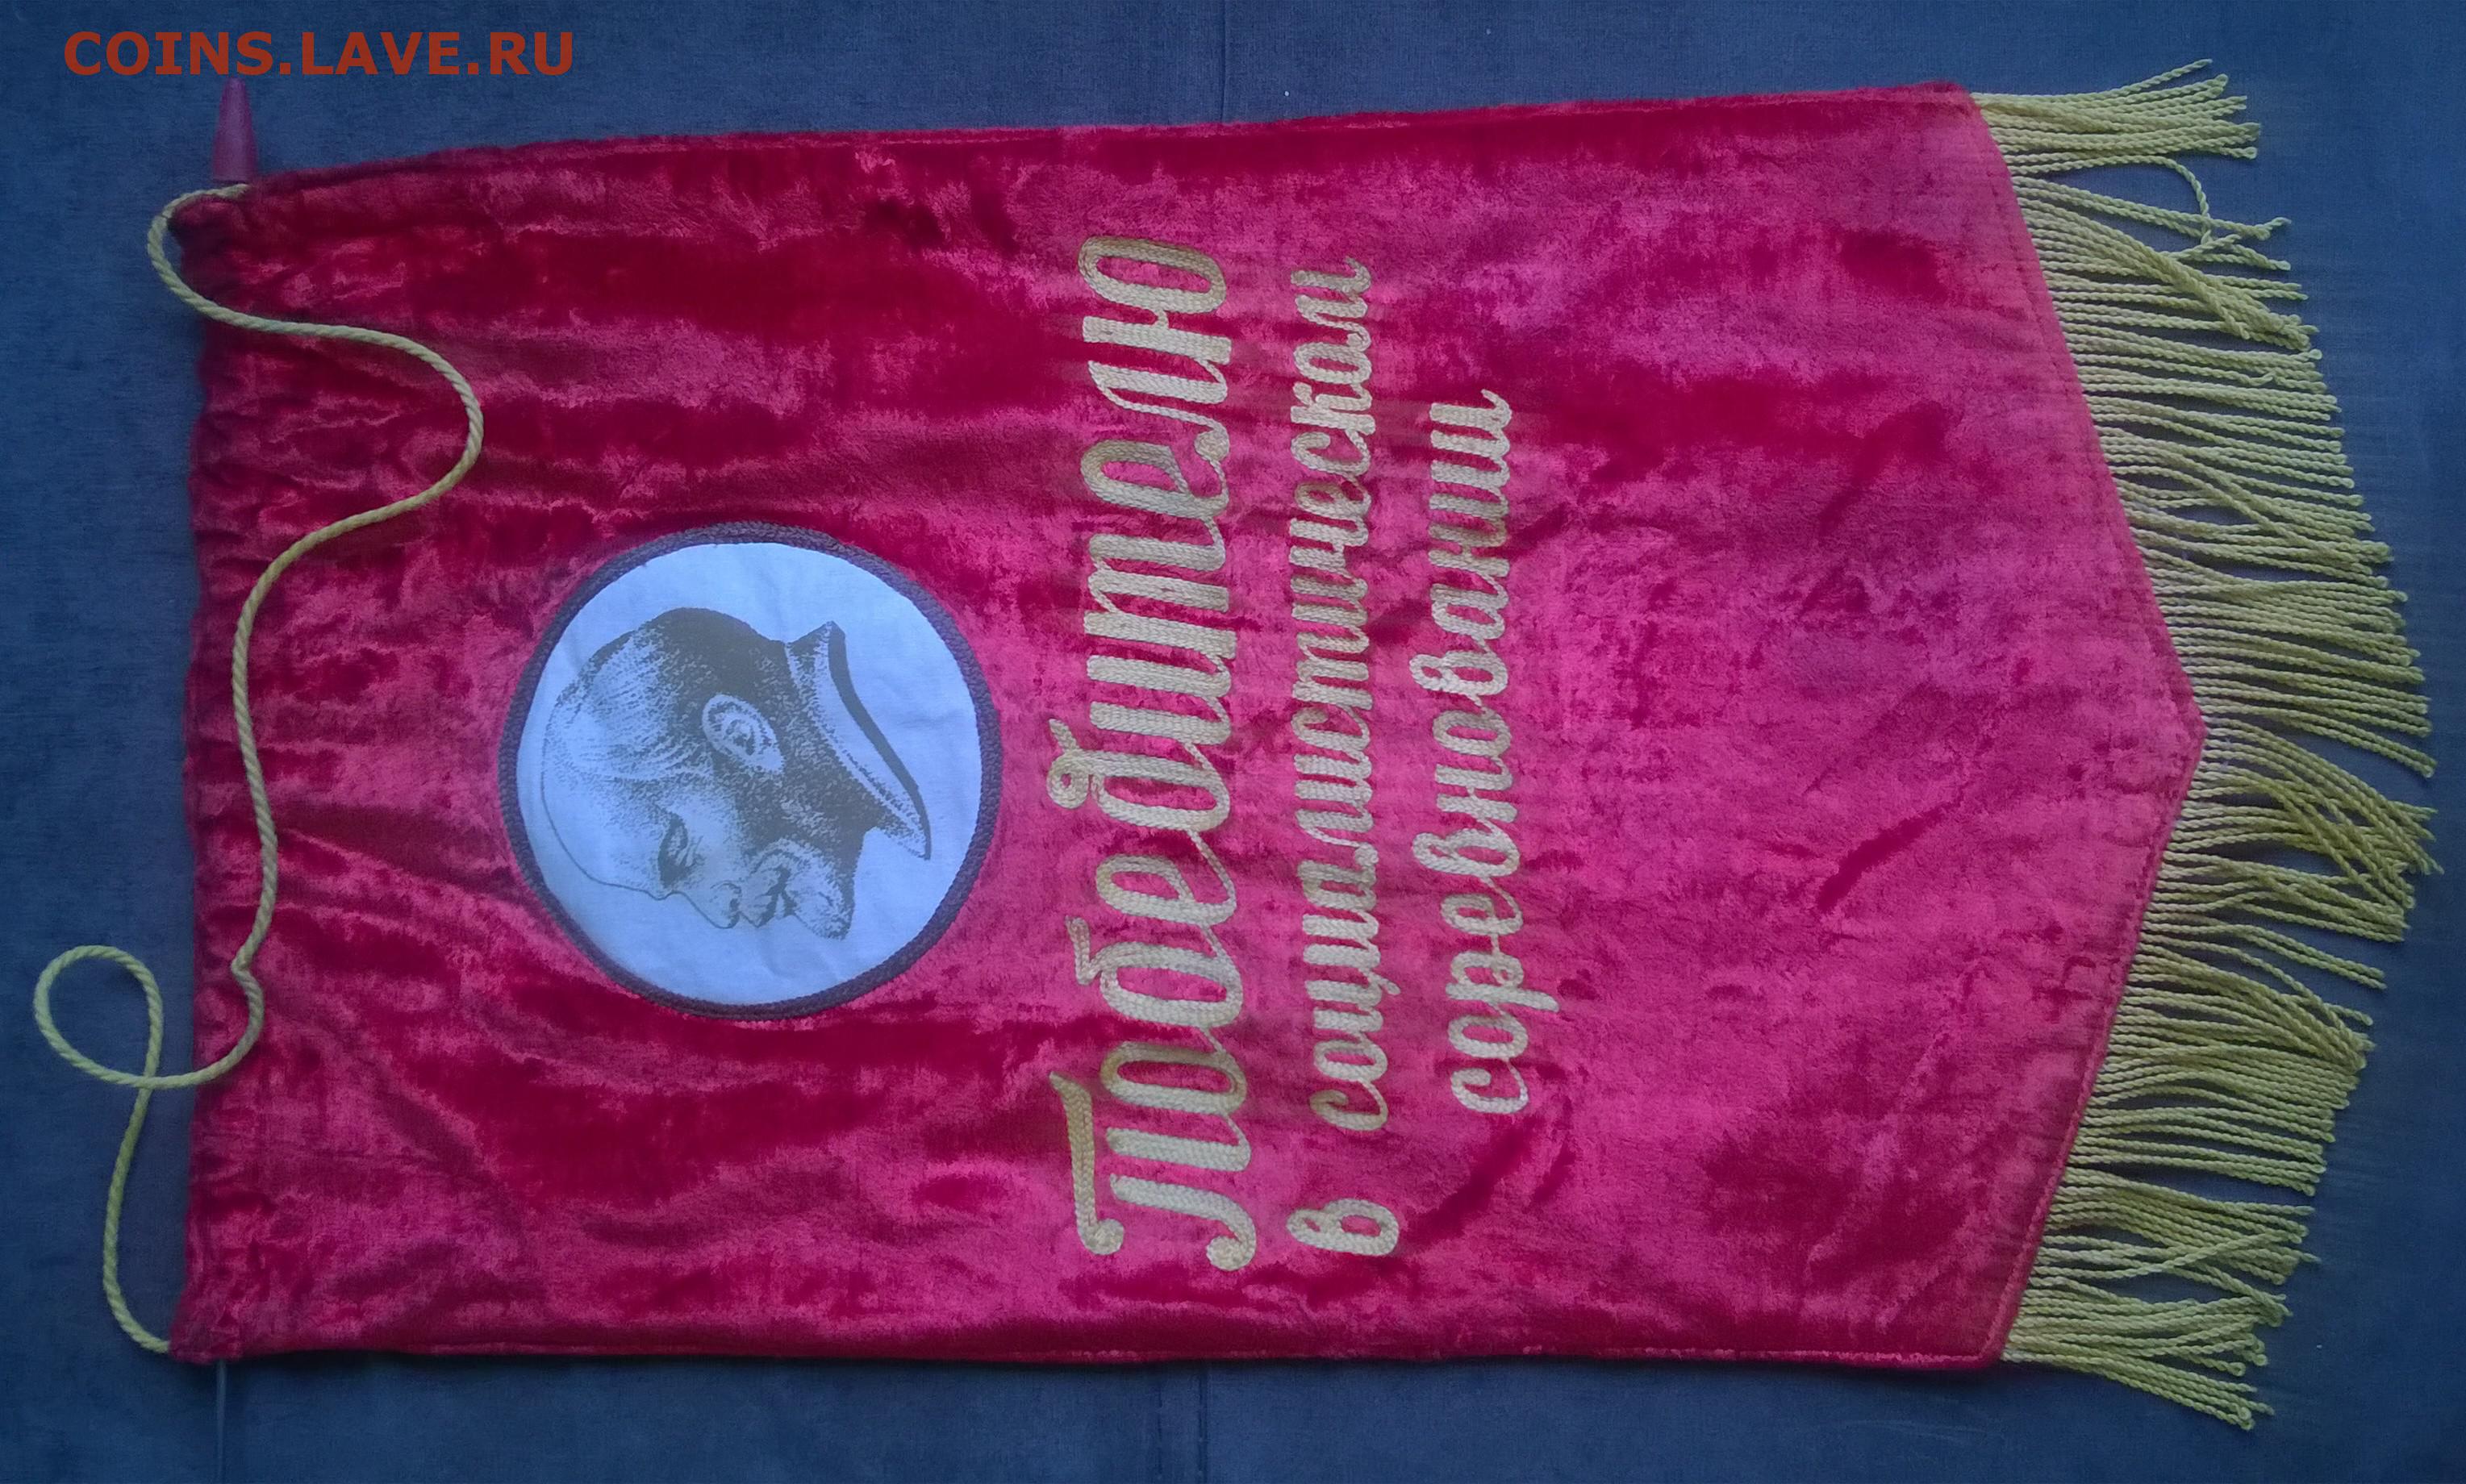 COINS.LAVE.RU
Победителю
в социалистическом
соревновании